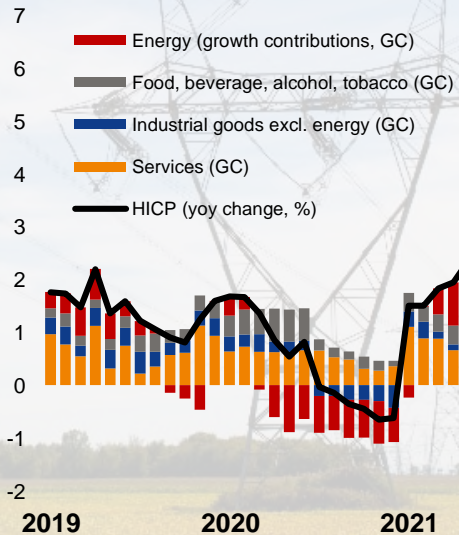 7
Energy (growth contributions, GC)
6
Food, beverage, alcohol, tobacco (GC)
5
Industrial goods excl. energy (GC)
4
Services (GC)
HICP (yoy change, %)
3
2
1
0
-1
-2
2019 2020 2021